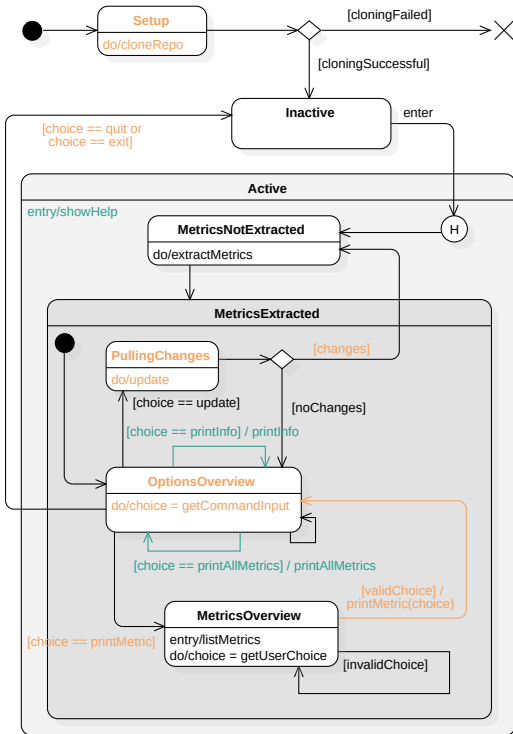 [cloningFailed]
Setup
do/cloneRepo
[cloningSuccessful]
Inactive
enter
[choice == quit or
choice == exit]
Active
entry/showHelp
MetricsNotExtracted
H
do/extractMetrics
MetricsExtracted
PullingChanges
[changes]
do/update
[choice == update]
[noChanges]
[choice == printInfo] / printInfo
OptionsOverview
do/choice = getCommandInput
[choice == printAllMetrics] / printAllMetrics
[validChoice] /
printMetric(choice)
MetricsOverview
[choice == printMetric]
entry/listMetrics
do/choice = getUserChoice
[invalidChoice]